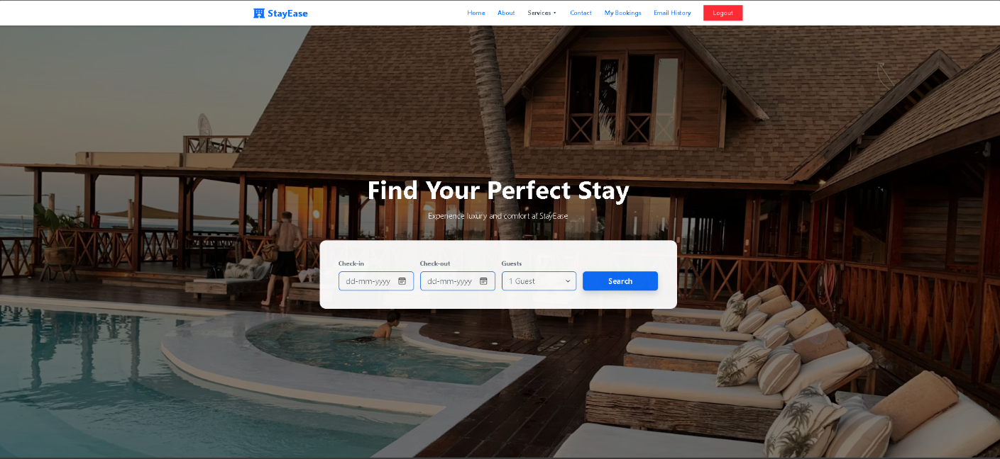 StayEase
Home About Services Contact My Bookings Email History Logout
Find Your Perfect Stay
Experience luxury and comfort at StayEase
Check-in Check-out Guests
dd-mm-yyyy dd-mm-yyyy 1 Guest Search